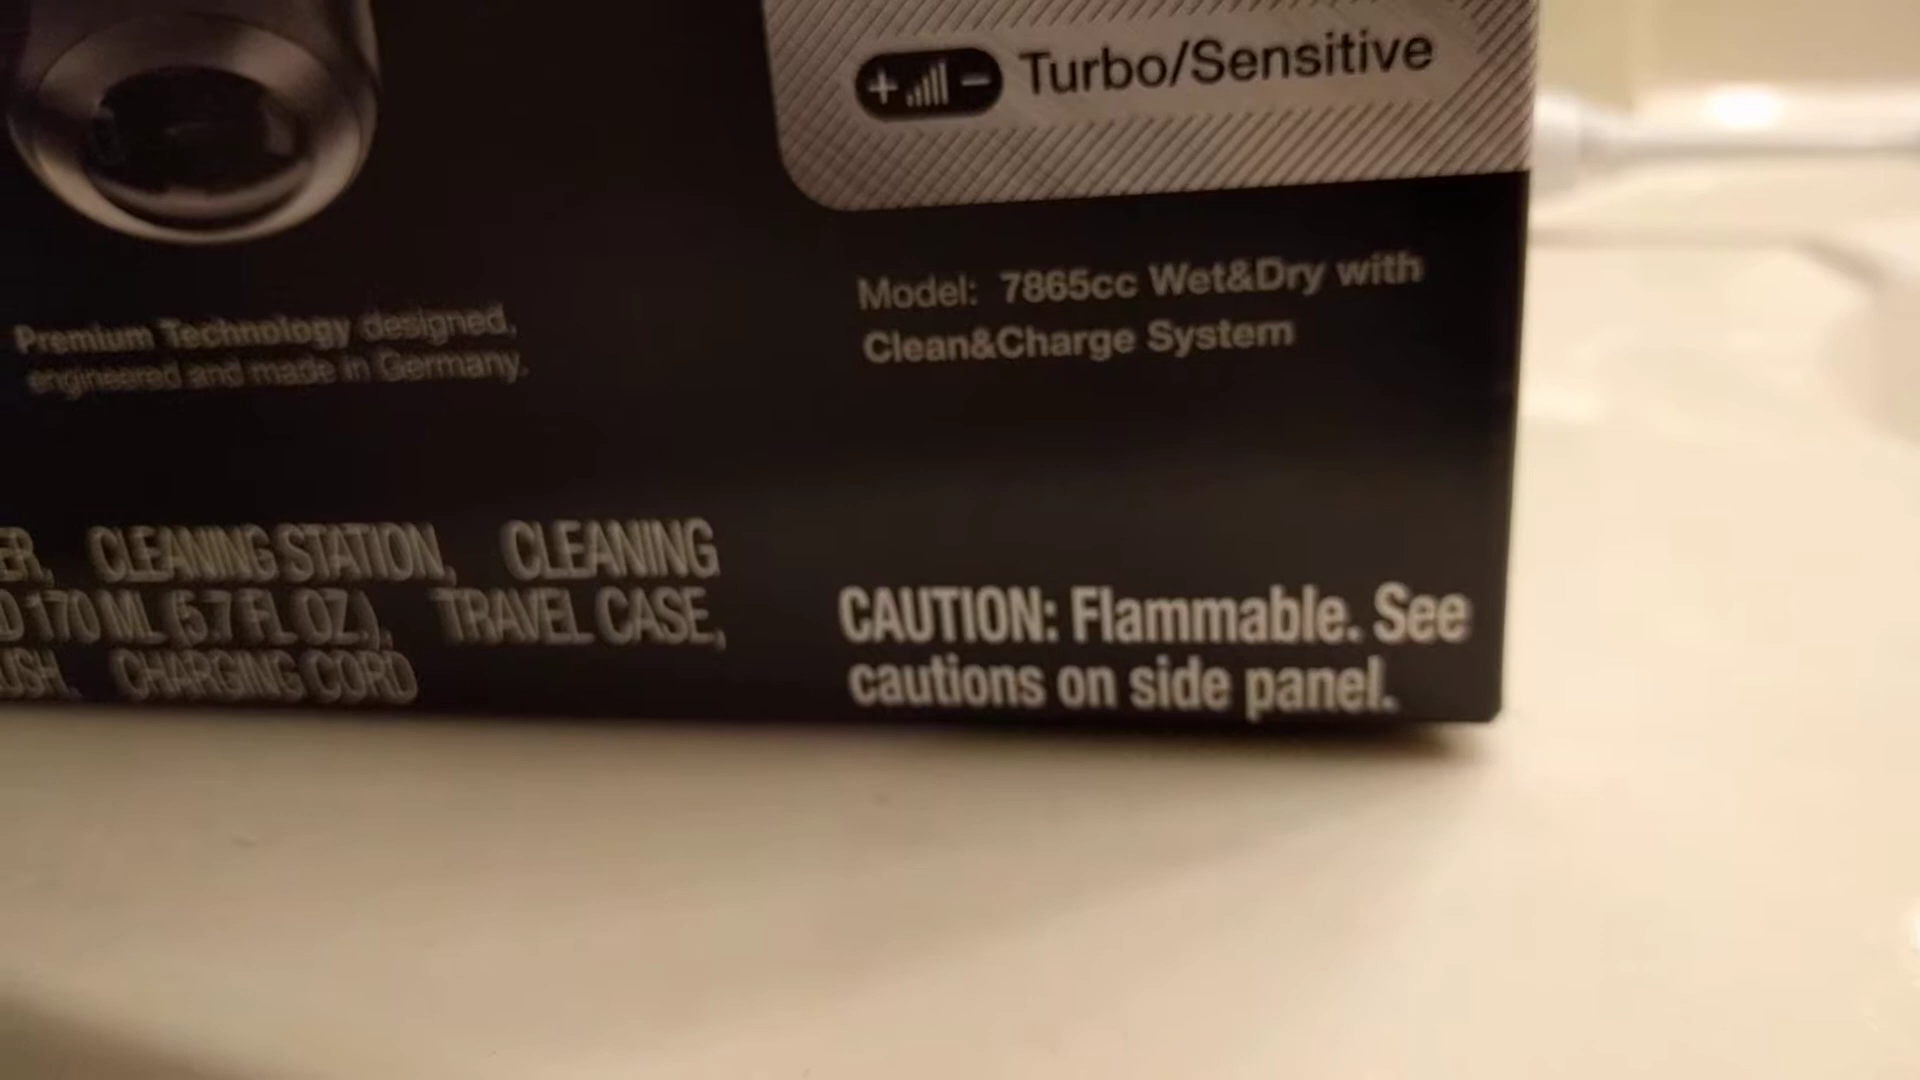 + - Turbo/Sensitive
Model: 7865cc Wet&Dry with
Clean&Charge System
Premium Technology designed,
engineered and made in Germany.
CLEANING STATION, CLEANING
170 ML (5.7 FL OZ.), TRAVEL CASE,
CHARGING CORD
CAUTION: Flammable. See
cautions on side panel.